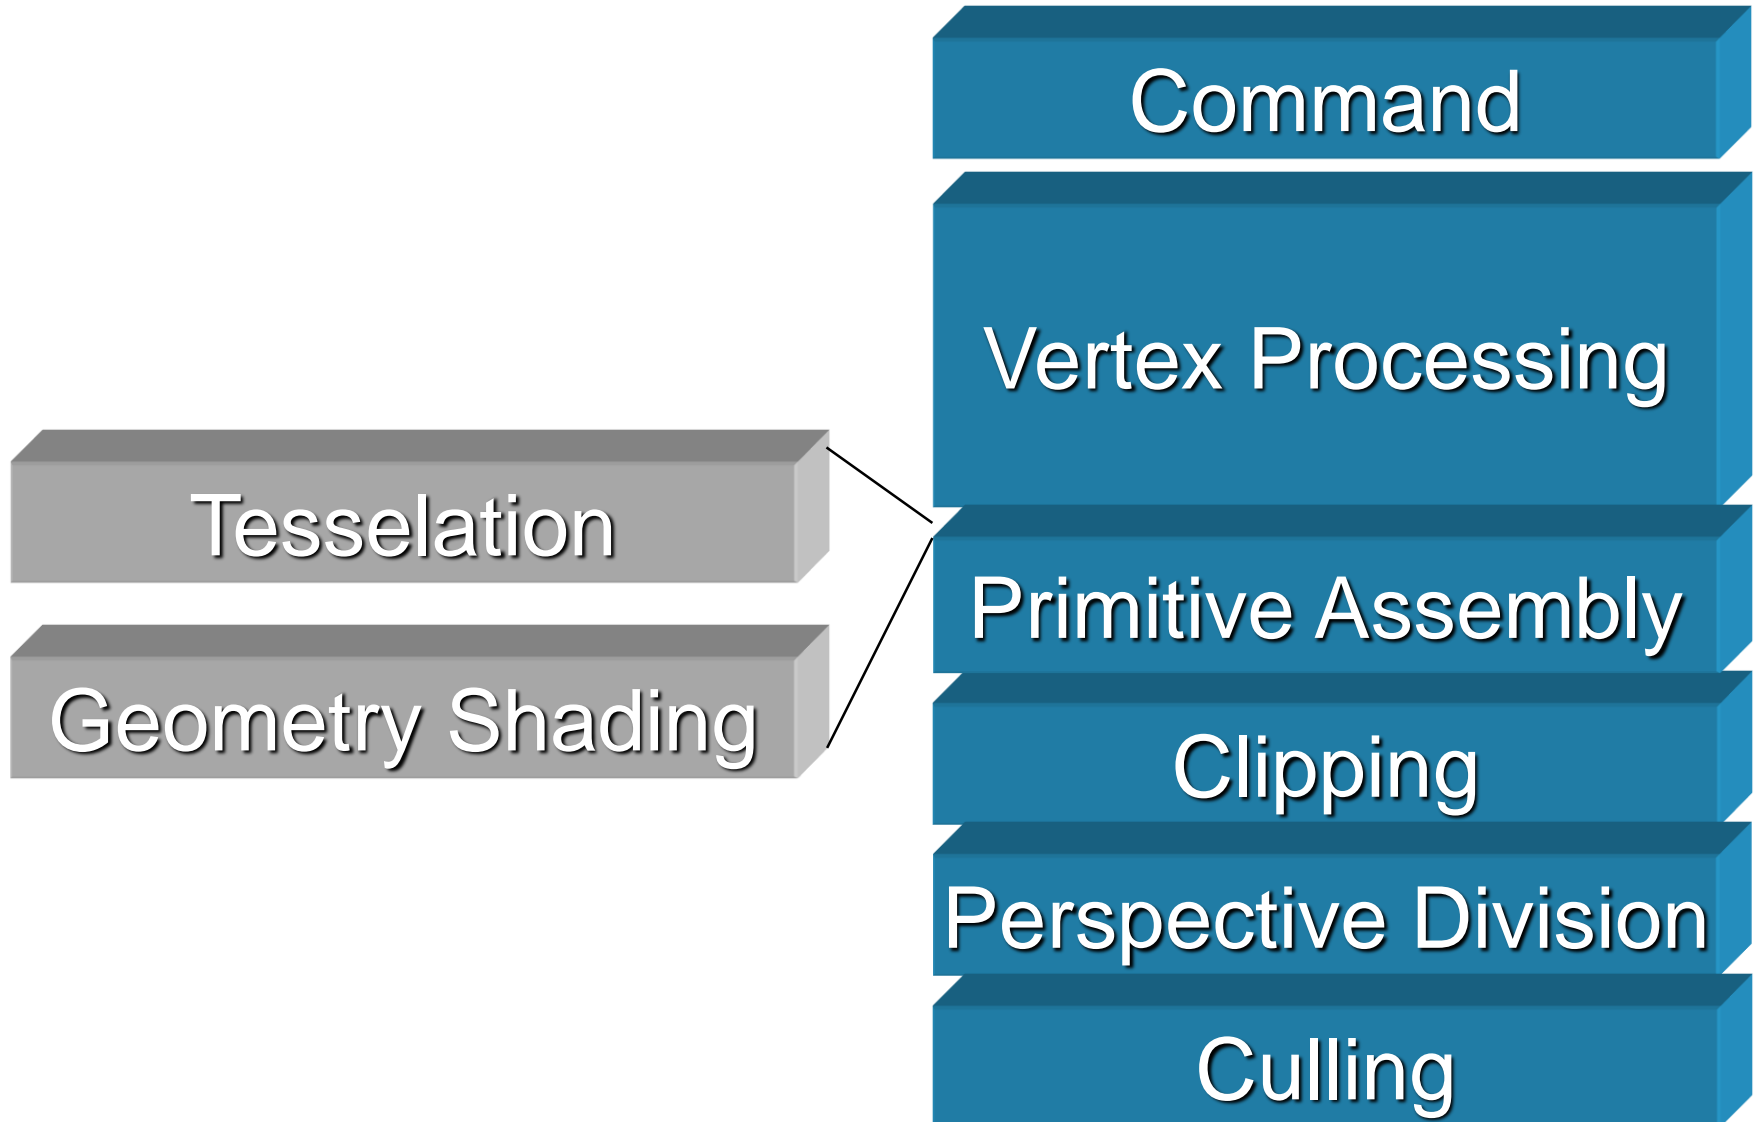 Command
Vertex Processing
Tesselation
Primitive Assembly
Geometry Shading
Clipping
Perspective Division
Culling